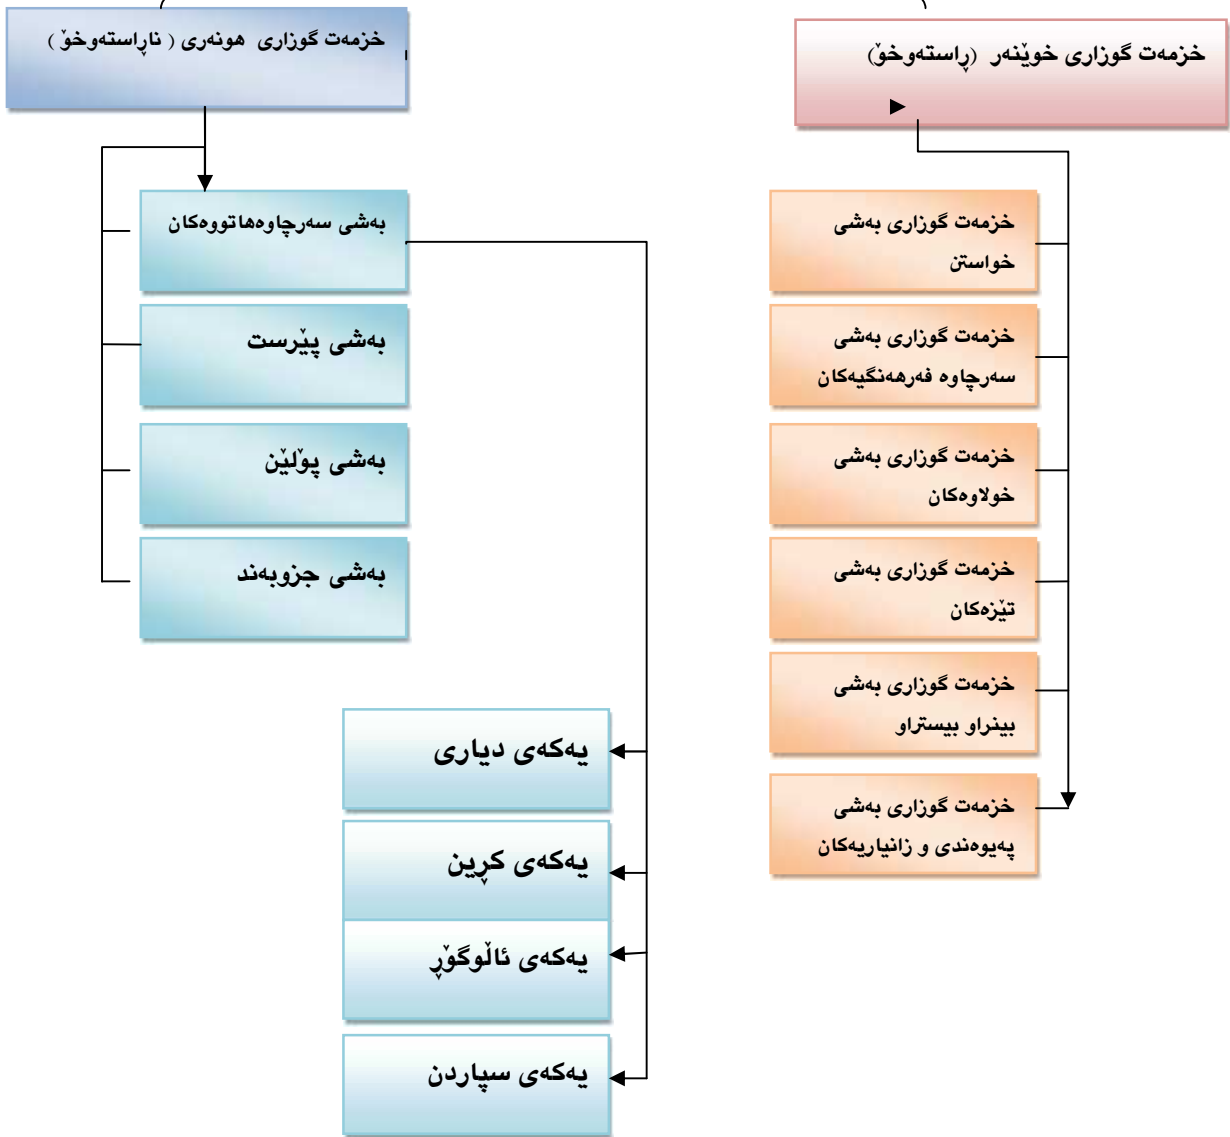 خزمەت گوزاری خوێنەر (ڕاستەوخۆ)
خزمەت گوزاری بەشی
خواستن
خزمەت گوزاری بەشی
سەرچاوە فەرهەنگیەکان
خزمەت گوزاری بەشی
خولاوەکان
خزمەت گوزاری بەشی
تێزەکان
خزمەت گوزاری بەشی
بینراو بیستراو
خزمەت گوزاری بەشی
پەیوەندی و زانیاریەکان
خزمەت گوزاری هونەری ( ناڕاستەوخۆ )
بەشی سەرچاوەهاتووەکان
بەشی پێرست
بەشی پۆلێن
بەشی جزوبەند
یەکەی دیاری
یەکەی کڕین
یەکەی ئاڵوگۆڕ
یەکەی سپاردن